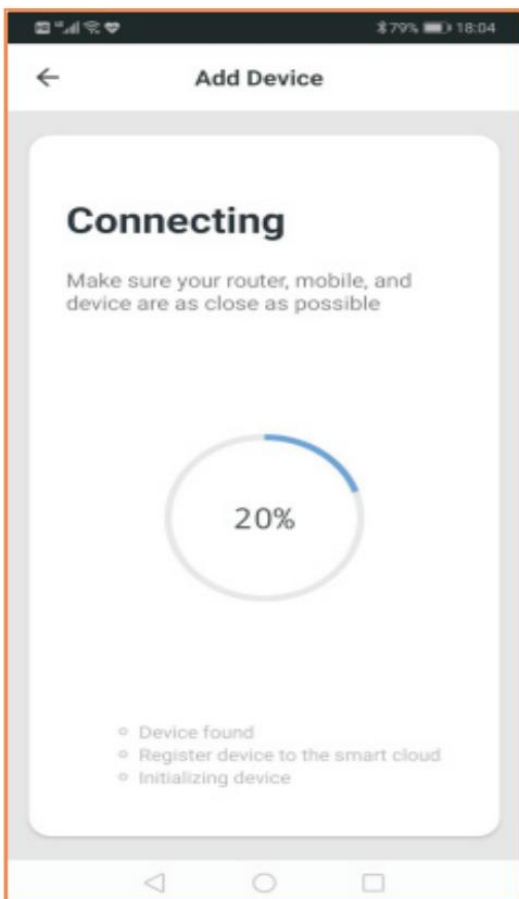 79% 18:04
Add Device
Connecting
Make sure your router, mobile, and
device are as close as possible
20%
Device found
Register device to the smart cloud
Initializing device